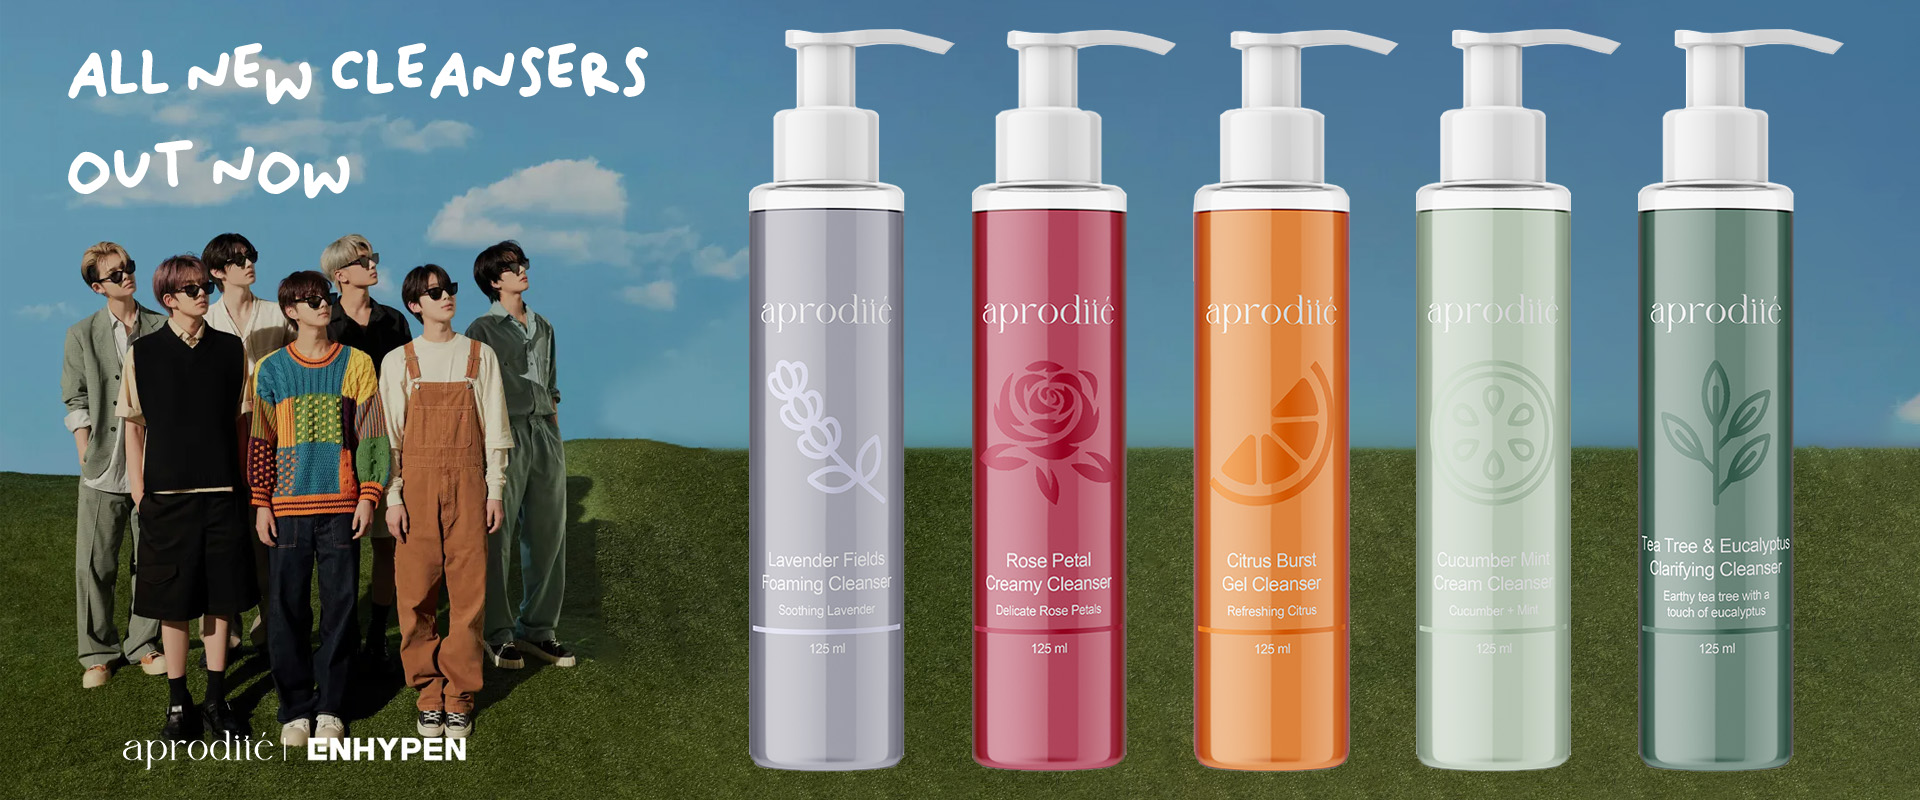 ALL NEW CLEANSERS
OUT NOW
aprodité | ENHYPEN
aprodité
Lavender Fields
Foaming Cleanser
Soothing Lavender
125 ml
aprodité
Rose Petal
Creamy Cleanser
Delicate Rose Petals
125 ml
aprodité
Citrus Burst
Gel Cleanser
Refreshing Citrus
125 ml
aprodité
Cucumber Mint
Cream Cleanser
Cucumber + Mint
125 ml
aprodité
Tea Tree & Eucalyptus
Clarifying Cleanser
Earthy tea tree with a
touch of eucalyptus
125 ml